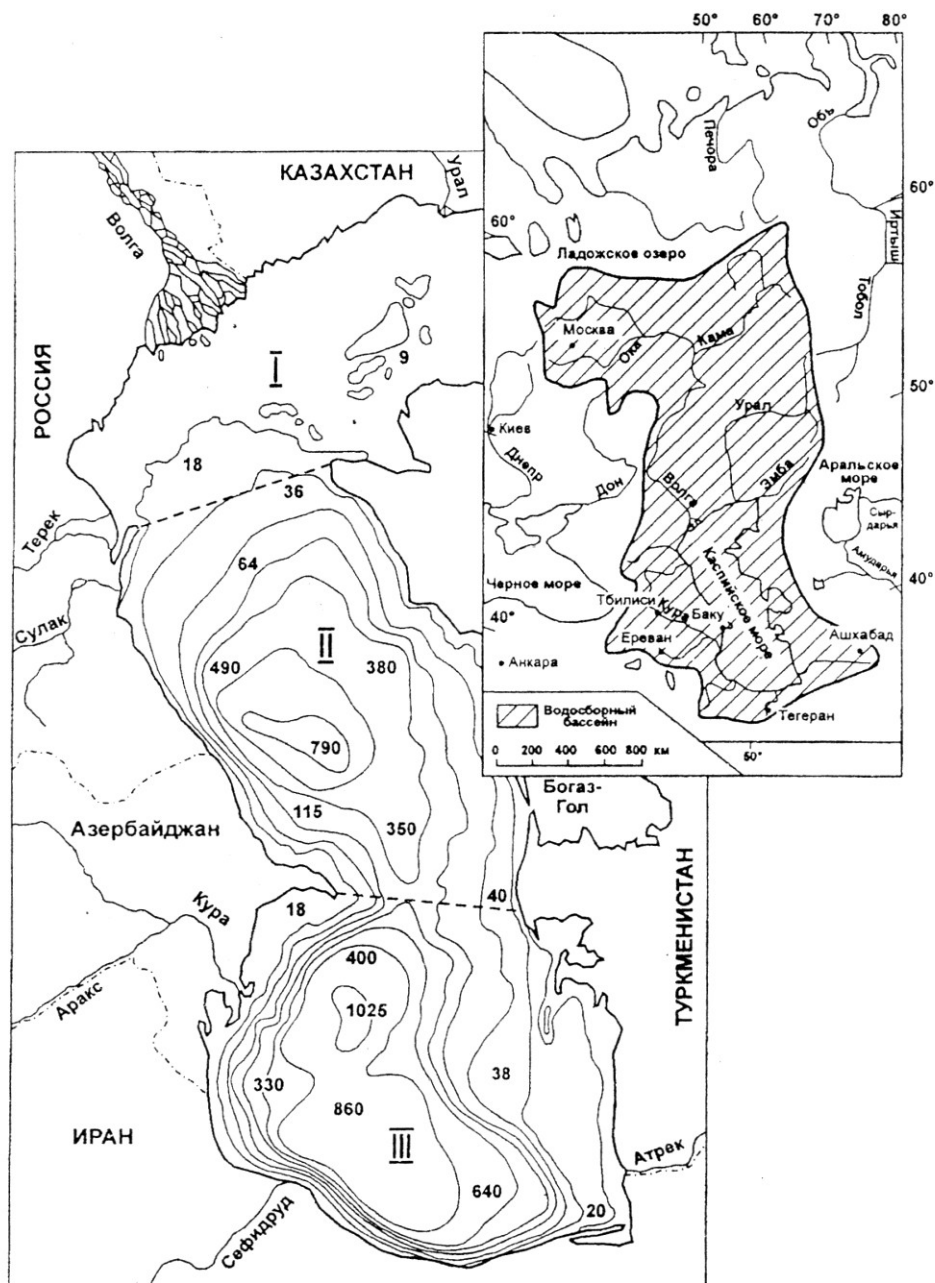 50° 60° 70° 80°
Печора
Обь
60°
60°
Иртыш
Ладожское озеро
Тобол
Москва
Ока
Кама
50°
Урал
Киев
Днепр
Дон
Волга
Эмба
Аральское
море
Сыр-
дарья
Амударья
40°
Черное море
40°
Каспийское море
Тбилиси
Кура
Баку
Ереван
Ашхабад
Анкара
Тегеран
Водосборный
бассейн
0 200 400 600 800 км
50°
КАЗАХСТАН
Урал
Волга
РОССИЯ
I
9
18
36
Терек
64
Сулак
II
490
380
790
115
350
Азербайджан
Богаз-
Гол
40
Кура
18
ТУРКМЕНИСТАН
400
1025
Аракс
330
38
860
ИРАН
III
Атрек
640
20
Сефидруд